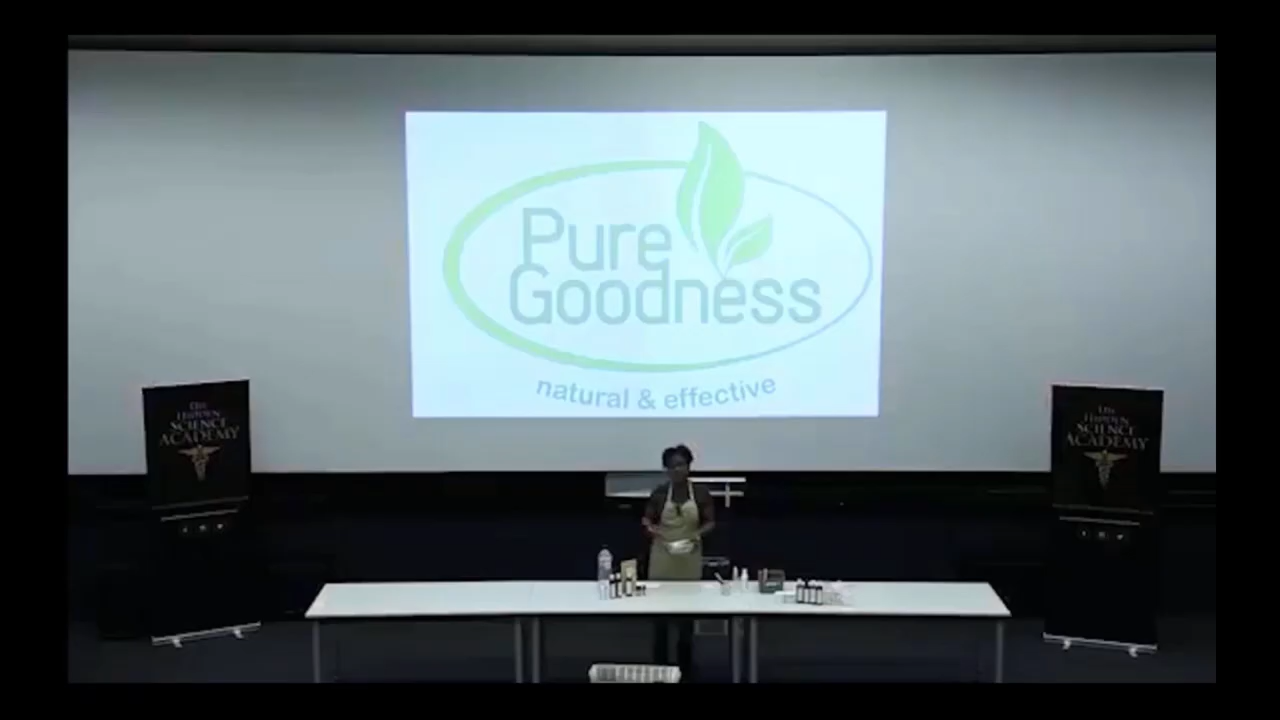 Pure
Goodness
natural & effective
THE
HIDDEN
SCIENCE
ACADEMY
THE
HIDDEN
SCIENCE
ACADEMY